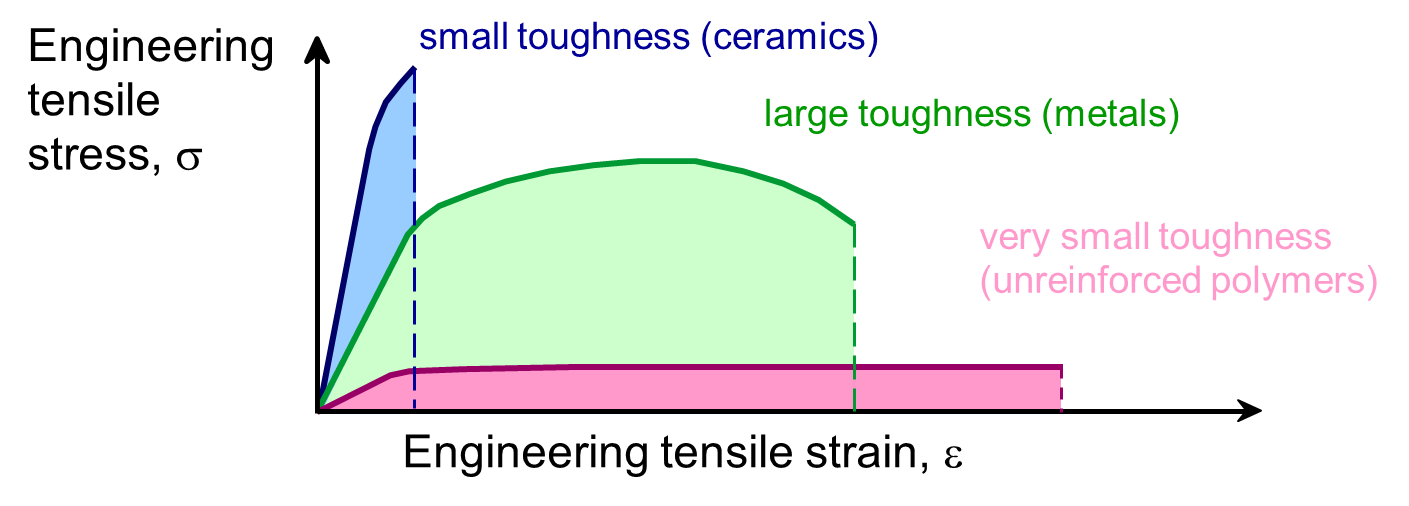 Engineering
tensile
stress, σ
small toughness (ceramics)
large toughness (metals)
very small toughness
(unreinforced polymers)
Engineering tensile strain, ε